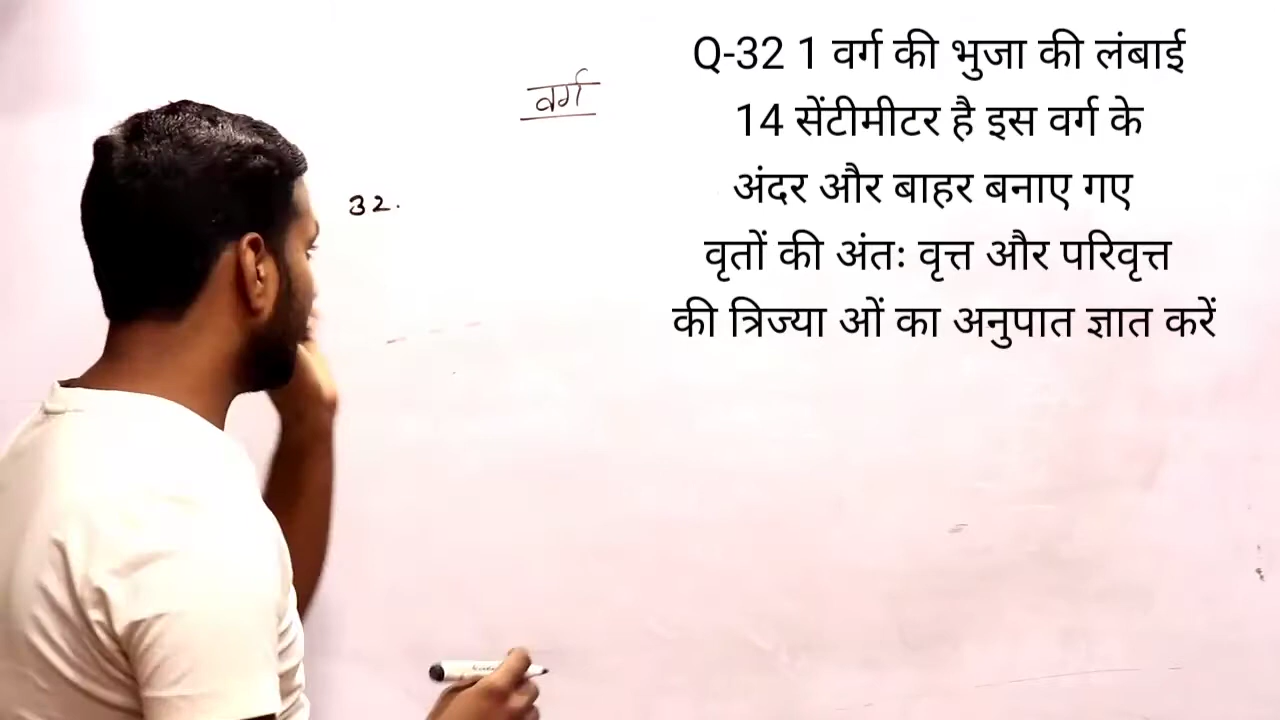 वर्ग
32.
Q-32 1 वर्ग की भुजा की लंबाई
14 सेंटीमीटर है इस वर्ग के
अंदर और बाहर बनाए गए
वृतों की अंतः वृत्त और परिवृत्त
की त्रिज्या ओं का अनुपात ज्ञात करें